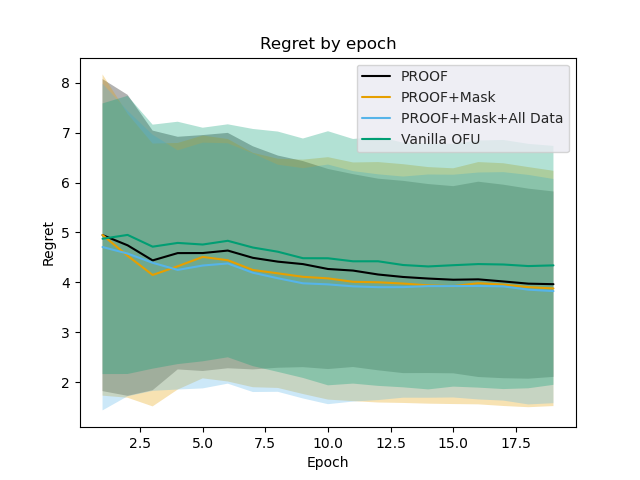 Regret by epoch
PROOF
PROOF+Mask
PROOF+Mask+All Data
Vanilla OFU
Regret
8
7
6
5
4
3
2
2.5 5.0 7.5 10.0 12.5 15.0 17.5
Epoch